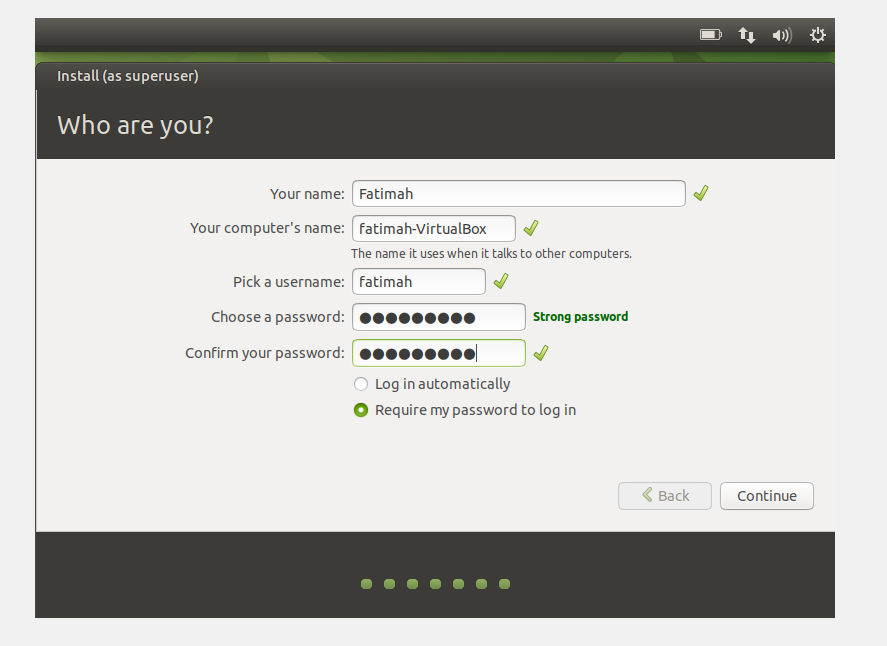 Install (as superuser)
Who are you?
Your name: Fatimah
Your computer's name: fatimah-VirtualBox
The name it uses when it talks to other computers.
Pick a username: fatimah
Choose a password: ●●●●●●●●● Strong password
Confirm your password: ●●●●●●●●●
Log in automatically
Require my password to log in
Back Continue